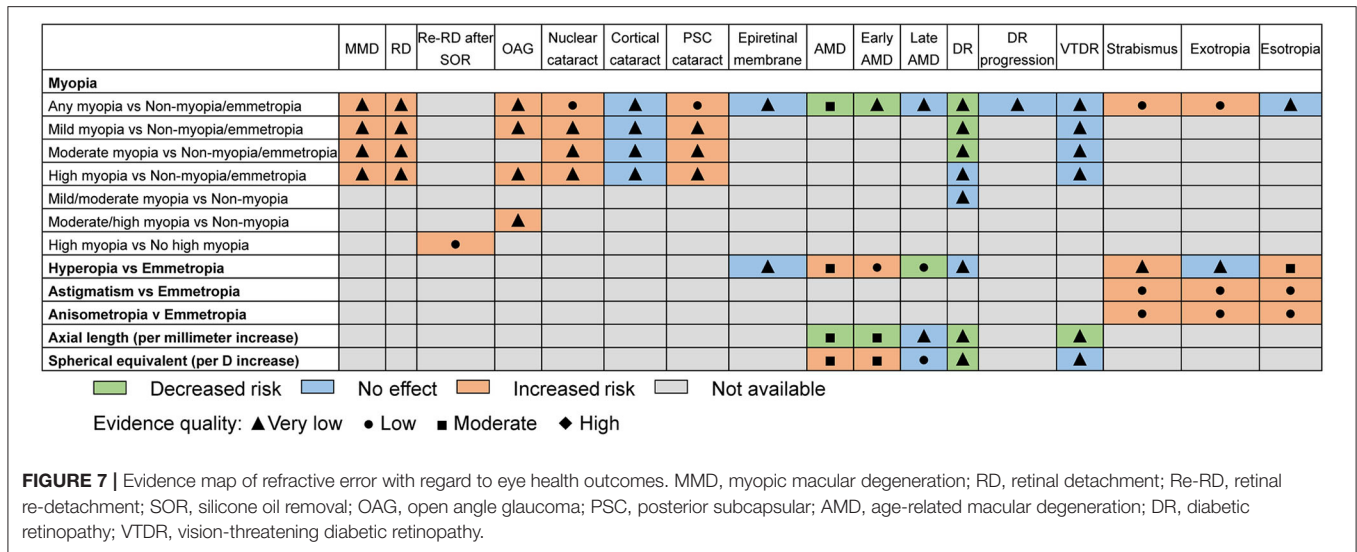 MMD RD Re-RD after SOR OAG Nuclear cataract Cortical cataract PSC cataract Epiretinal membrane AMD Early AMD Late AMD DR DR progression VTDR Strabismus Exotropia Esotropia
Myopia
Any myopia vs Non-myopia/emmetropia
Mild myopia vs Non-myopia/emmetropia
Moderate myopia vs Non-myopia/emmetropia
High myopia vs Non-myopia/emmetropia
Mild/moderate myopia vs Non-myopia
Moderate/high myopia vs Non-myopia
High myopia vs No high myopia
Hyperopia vs Emmetropia
Astigmatism vs Emmetropia
Anisometropia v Emmetropia
Axial length (per millimeter increase)
Spherical equivalent (per D increase)
Decreased risk No effect Increased risk Not available
Evidence quality: ▲Very low ● Low ■ Moderate ◆ High
FIGURE 7 | Evidence map of refractive error with regard to eye health outcomes. MMD, myopic macular degeneration; RD, retinal detachment; Re-RD, retinal
re-detachment; SOR, silicone oil removal; OAG, open angle glaucoma; PSC, posterior subcapsular; AMD, age-related macular degeneration; DR, diabetic
retinopathy; VTDR, vision-threatening diabetic retinopathy.